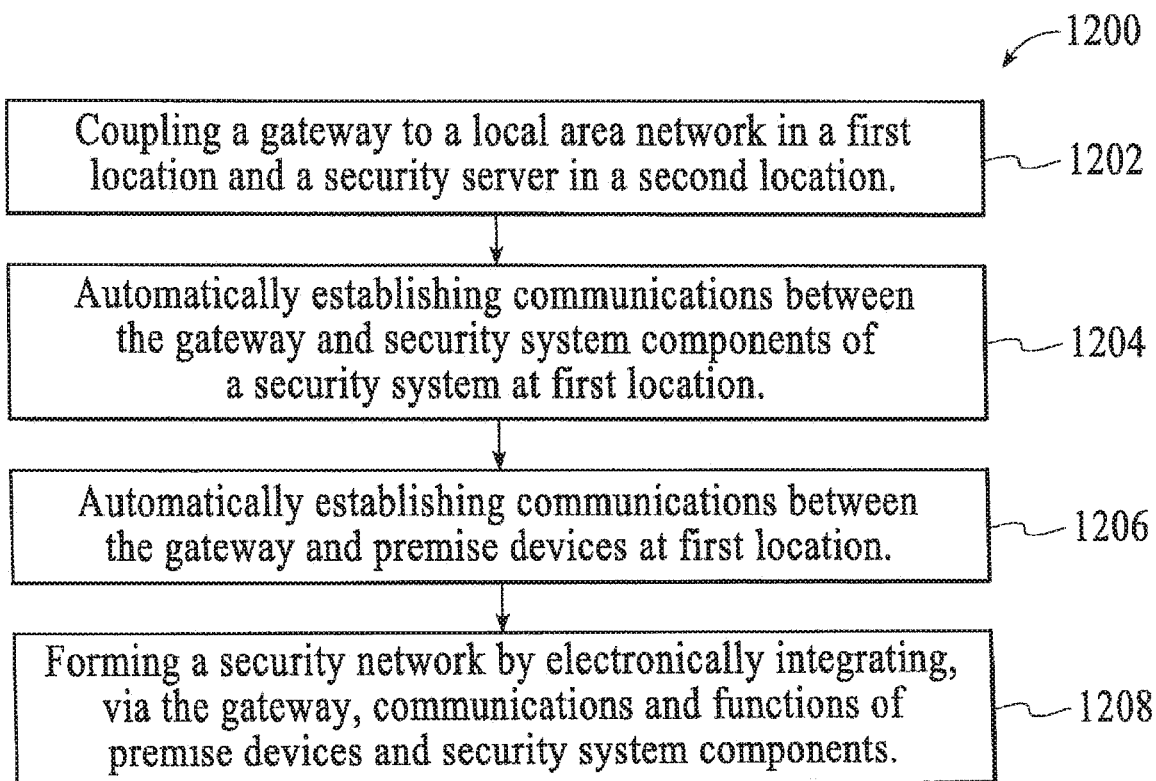 1200
Coupling a gateway to a local area network in a first
location and a security server in a second location.
1202
Automatically establishing communications between
the gateway and security system components of
a security system at first location.
1204
Automatically establishing communications between
the gateway and premise devices at first location.
1206
Forming a security network by electronically integrating,
via the gateway, communications and functions of
premise devices and security system components.
1208